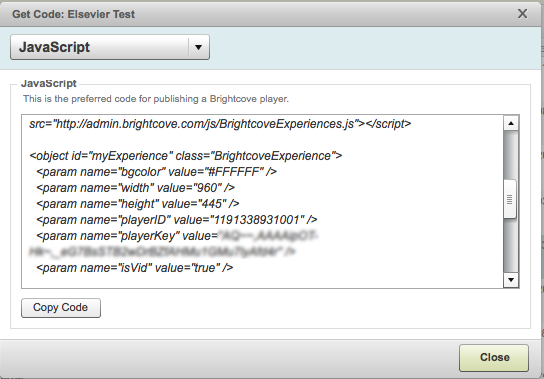 Get Code: Elsevier Test
JavaScript
JavaScript
This is the preferred code for publishing a Brightcove player.
src="http://admin.brightcove.com/js/BrightcoveExperiences.js"></script>
<object id="myExperience" class="BrightcoveExperience">
<param name="bgcolor" value="#FFFFFF" />
<param name="width" value="960" />
<param name="height" value="445" />
<param name="playerID" value="1191338931001" />
<param name="playerKey" value=
<param name="isVid" value="true" />
Copy Code
Close